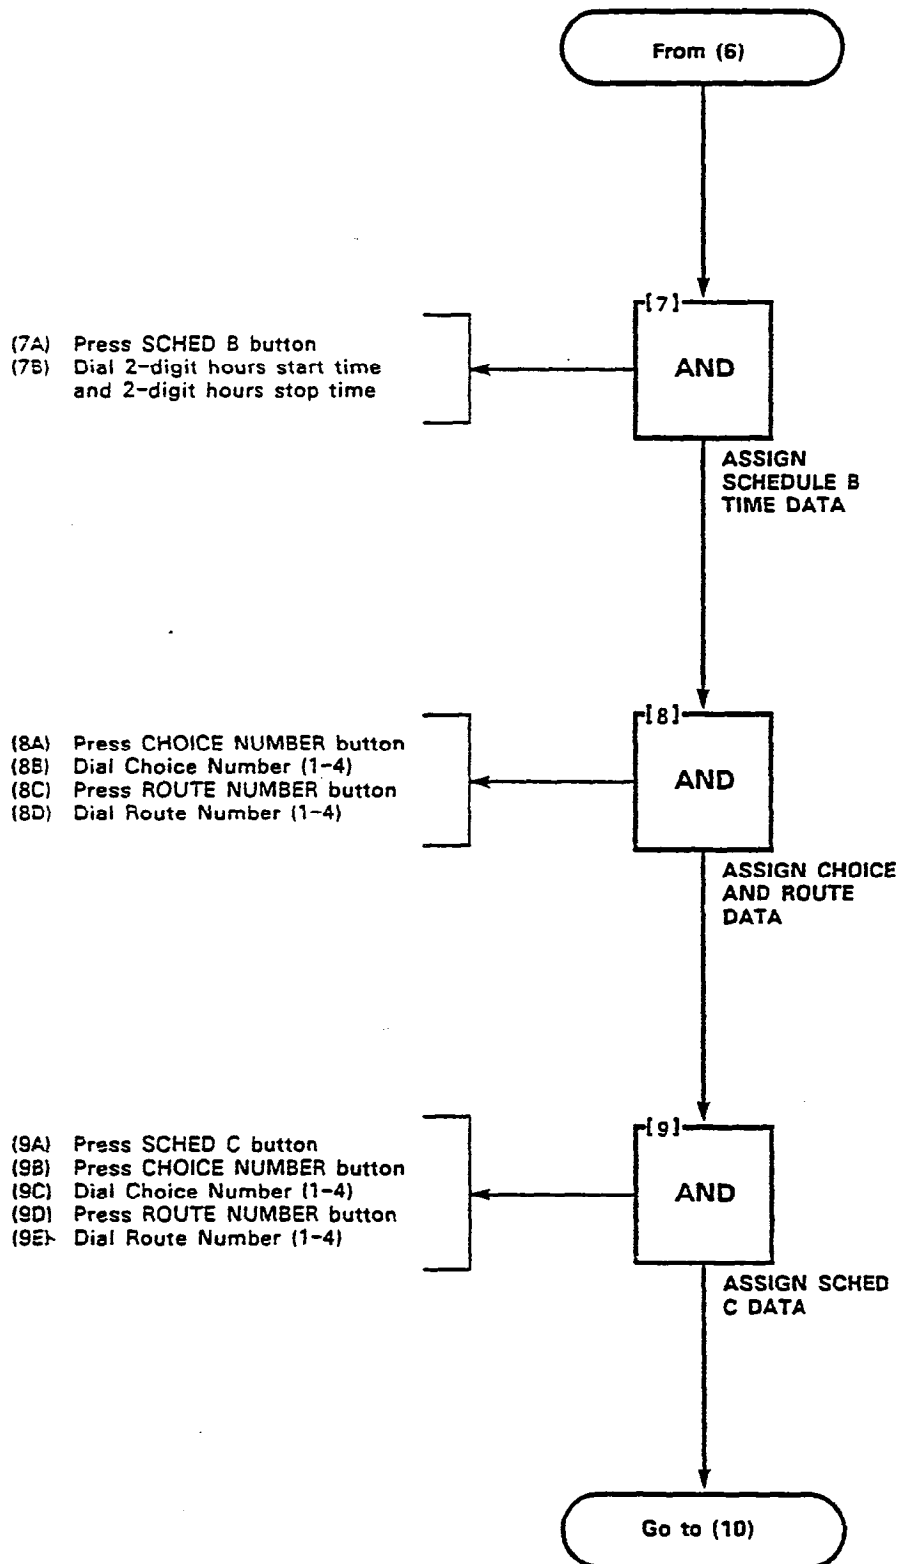 From (6)
[7]
AND
(7A) Press SCHED B button
(7B) Dial 2-digit hours start time
and 2-digit hours stop time
ASSIGN
SCHEDULE B
TIME DATA
[8]
AND
(8A) Press CHOICE NUMBER button
(8B) Dial Choice Number (1-4)
(8C) Press ROUTE NUMBER button
(8D) Dial Route Number (1-4)
ASSIGN CHOICE
AND ROUTE
DATA
[9]
AND
(9A) Press SCHED C button
(9B) Press CHOICE NUMBER button
(9C) Dial Choice Number (1-4)
(9D) Press ROUTE NUMBER button
(9E) Dial Route Number (1-4)
ASSIGN SCHED
C DATA
Go to (10)